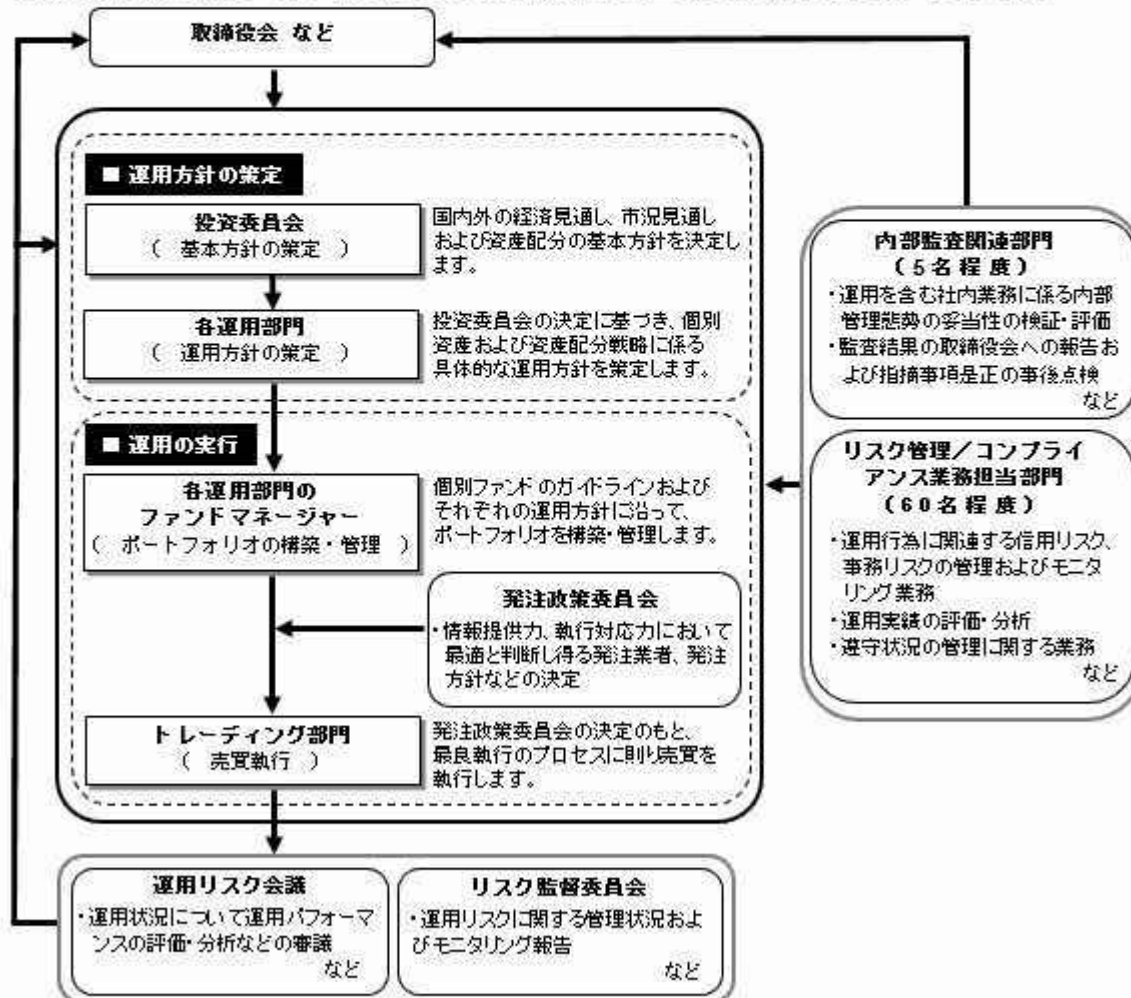 取締役会 など
■ 運用方針の策定
投資委員会
( 基本方針の策定 )
国内外の経済見通し、市況見通し
および資産配分の基本方針を決定し
ます。
各運用部門
( 運用方針の策定 )
投資委員会の決定に基づき、個別
資産および資産配分戦略に係る
具体的な運用方針を策定します。
■ 運用の実行
各運用部門の
ファンドマネージャー
( ポートフォリオの構築・管理 )
個別ファンドのガイドラインおよび
それぞれの運用方針に沿って、
ポートフォリオを構築・管理します。
発注政策委員会
・情報提供力、執行対応力において
最適と判断し得る発注業者、発注
方針などの決定
トレーディング部門
( 売買執行 )
発注政策委員会の決定のもと、
最良執行のプロセスに則り売買を
執行します。
内部監査関連部門
(5名程度)
・運用を含む社内業務に係る内部
管理態勢の妥当性の検証・評価
・監査結果の取締役会への報告お
よび指摘事項是正の事後点検
など
リスク管理/コンプライ
アンス業務担当部門
(60名程度)
・運用行為に関連する信用リスク、
事務リスクの管理およびモニタ
リング業務
・運用実績の評価・分析
・遵守状況の管理に関する業務
など
運用リスク会議
・運用状況について運用パフォーマ
ンスの評価・分析などの審議
など
リスク監督委員会
・運用リスクに関する管理状況およ
びモニタリング報告
など